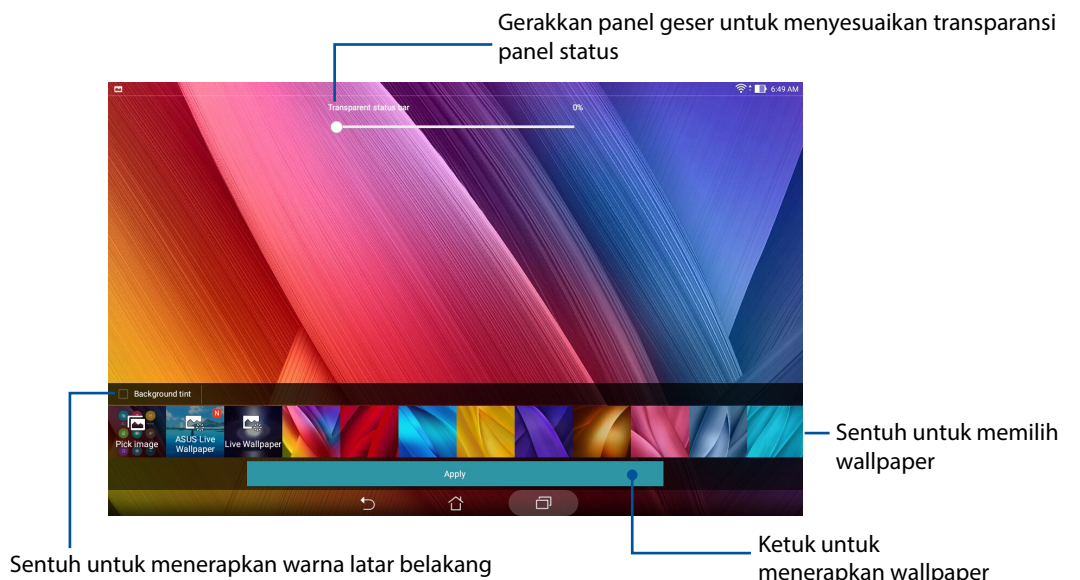 Gerakkan panel geser untuk menyesuaikan transparansi
panel status
6:49 AM
Transparent status bar
0%
Background tint
Pick image
ASUS Live
Wallpaper
N
Live Wallpaper
Sentuh untuk memilih
wallpaper
Apply
Ketuk untuk
menerapkan wallpaper
Sentuh untuk menerapkan warna latar belakang